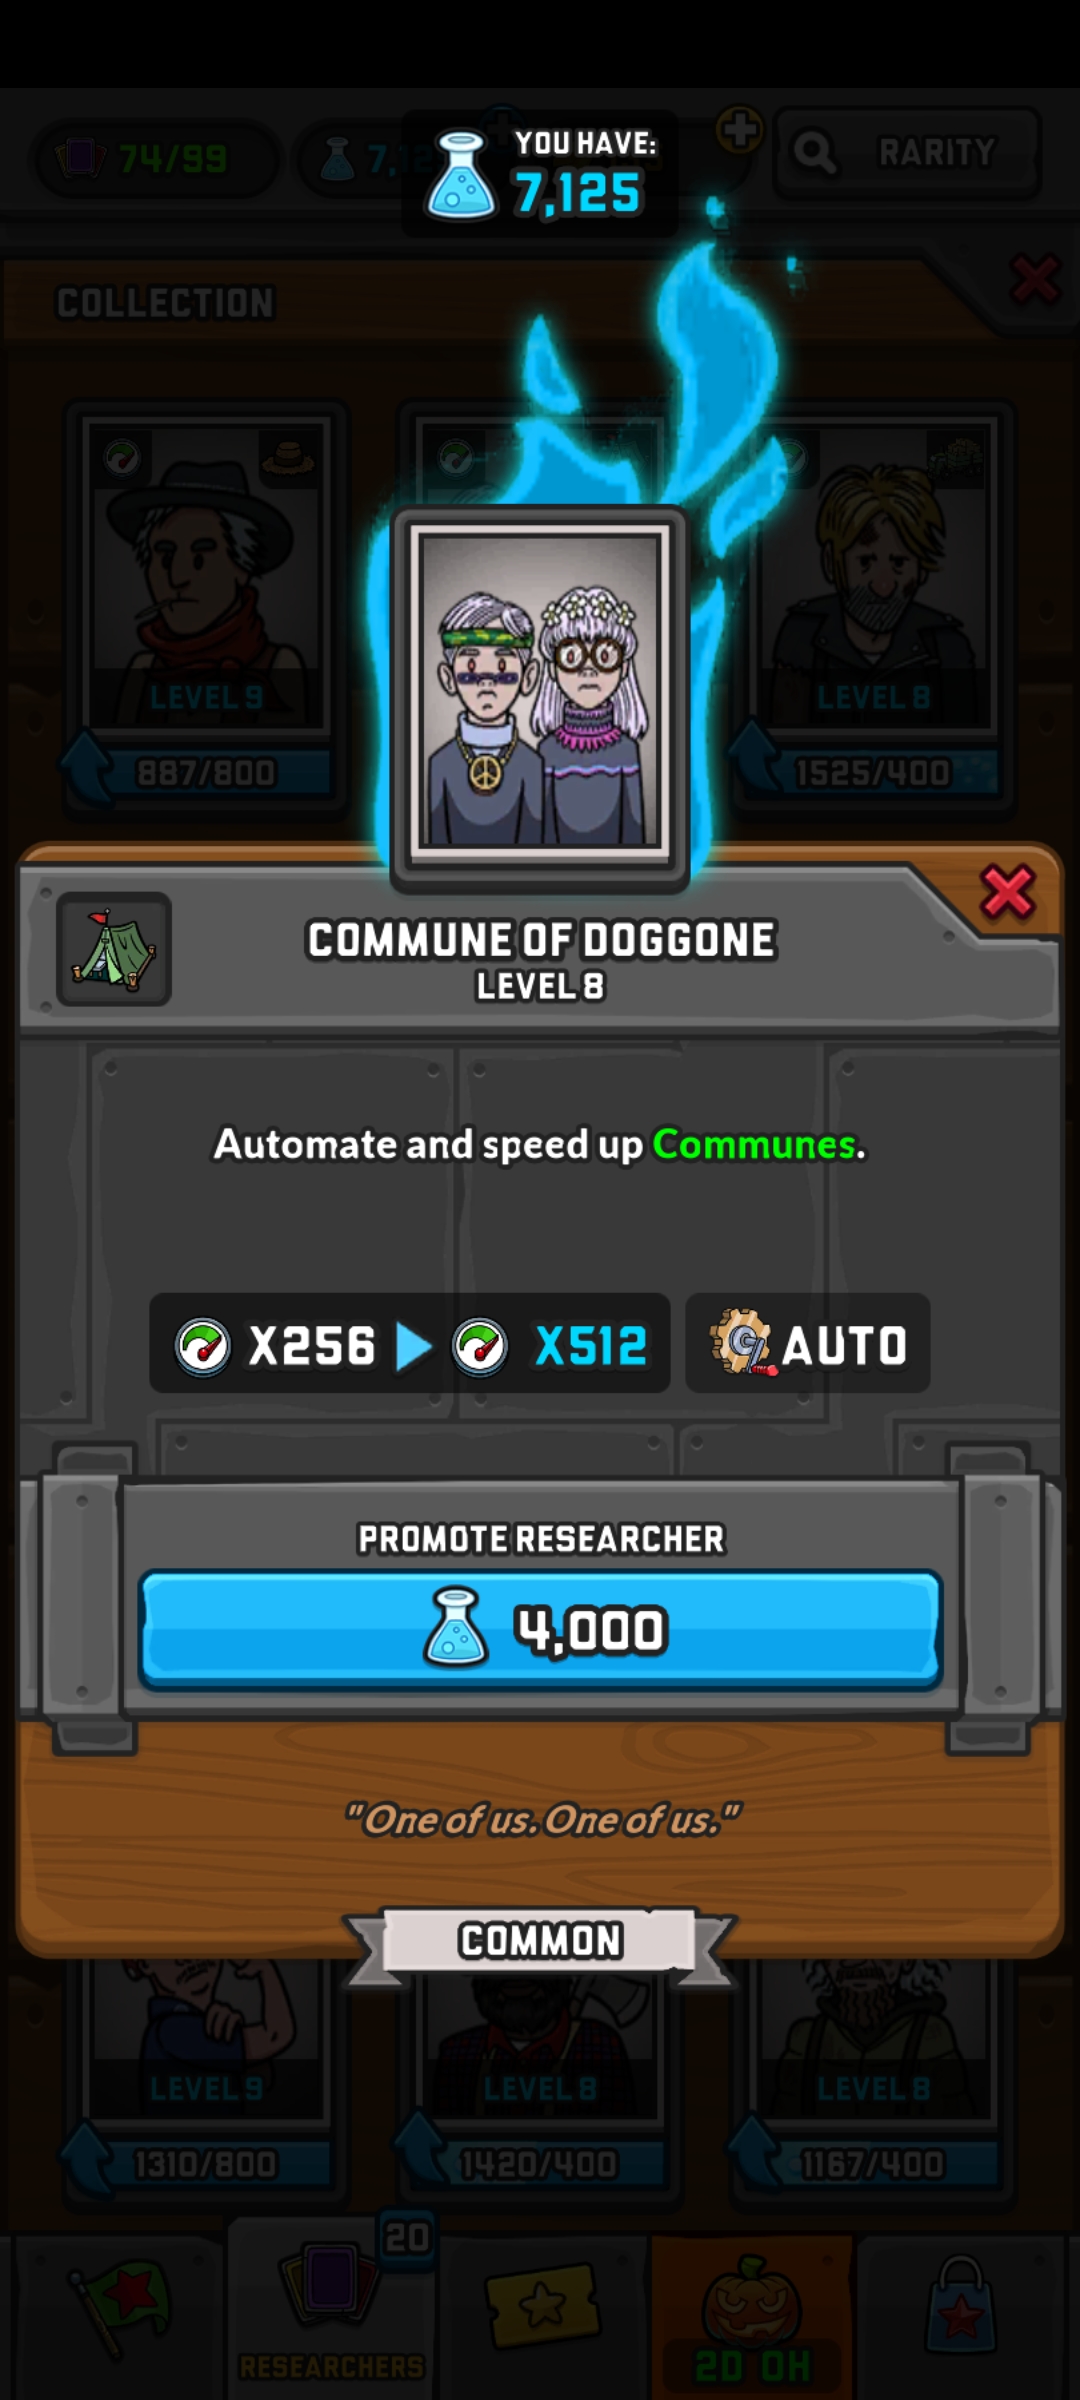 74/99
YOU HAVE:
7,125
RARITY
COLLECTION
LEVEL 9
LEVEL 8
887/800
1525/400
COMMUNE OF DOGGONE
LEVEL 8
Automate and speed up Communes.
X256
X512
AUTO
PROMOTE RESEARCHER
4,000
"One of us. One of us."
COMMON
LEVEL 9
LEVEL 8
LEVEL 8
1310/800
1420/400
1167/400
20
RESEARCHERS
2D 0H